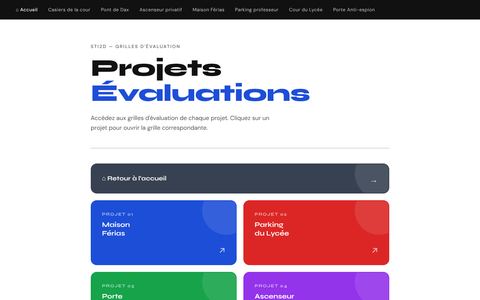 ⌂ Accueil Casiers de la cour Pont de Dax Ascenseur privatif Maison Férias Parking professeur Cour du Lycée Porte Anti-espion
STI2D — GRILLES D'ÉVALUATION
Projets
Évaluations
Accédez aux grilles d'évaluation de chaque projet. Cliquez sur un
projet pour ouvrir la grille correspondante.
⌂ Retour à l'accueil →
PROJET 01
Maison
Férias
↗
PROJET 02
Parking
du Lycée
↗
PROJET 03
Porte
PROJET 04
Ascenseur